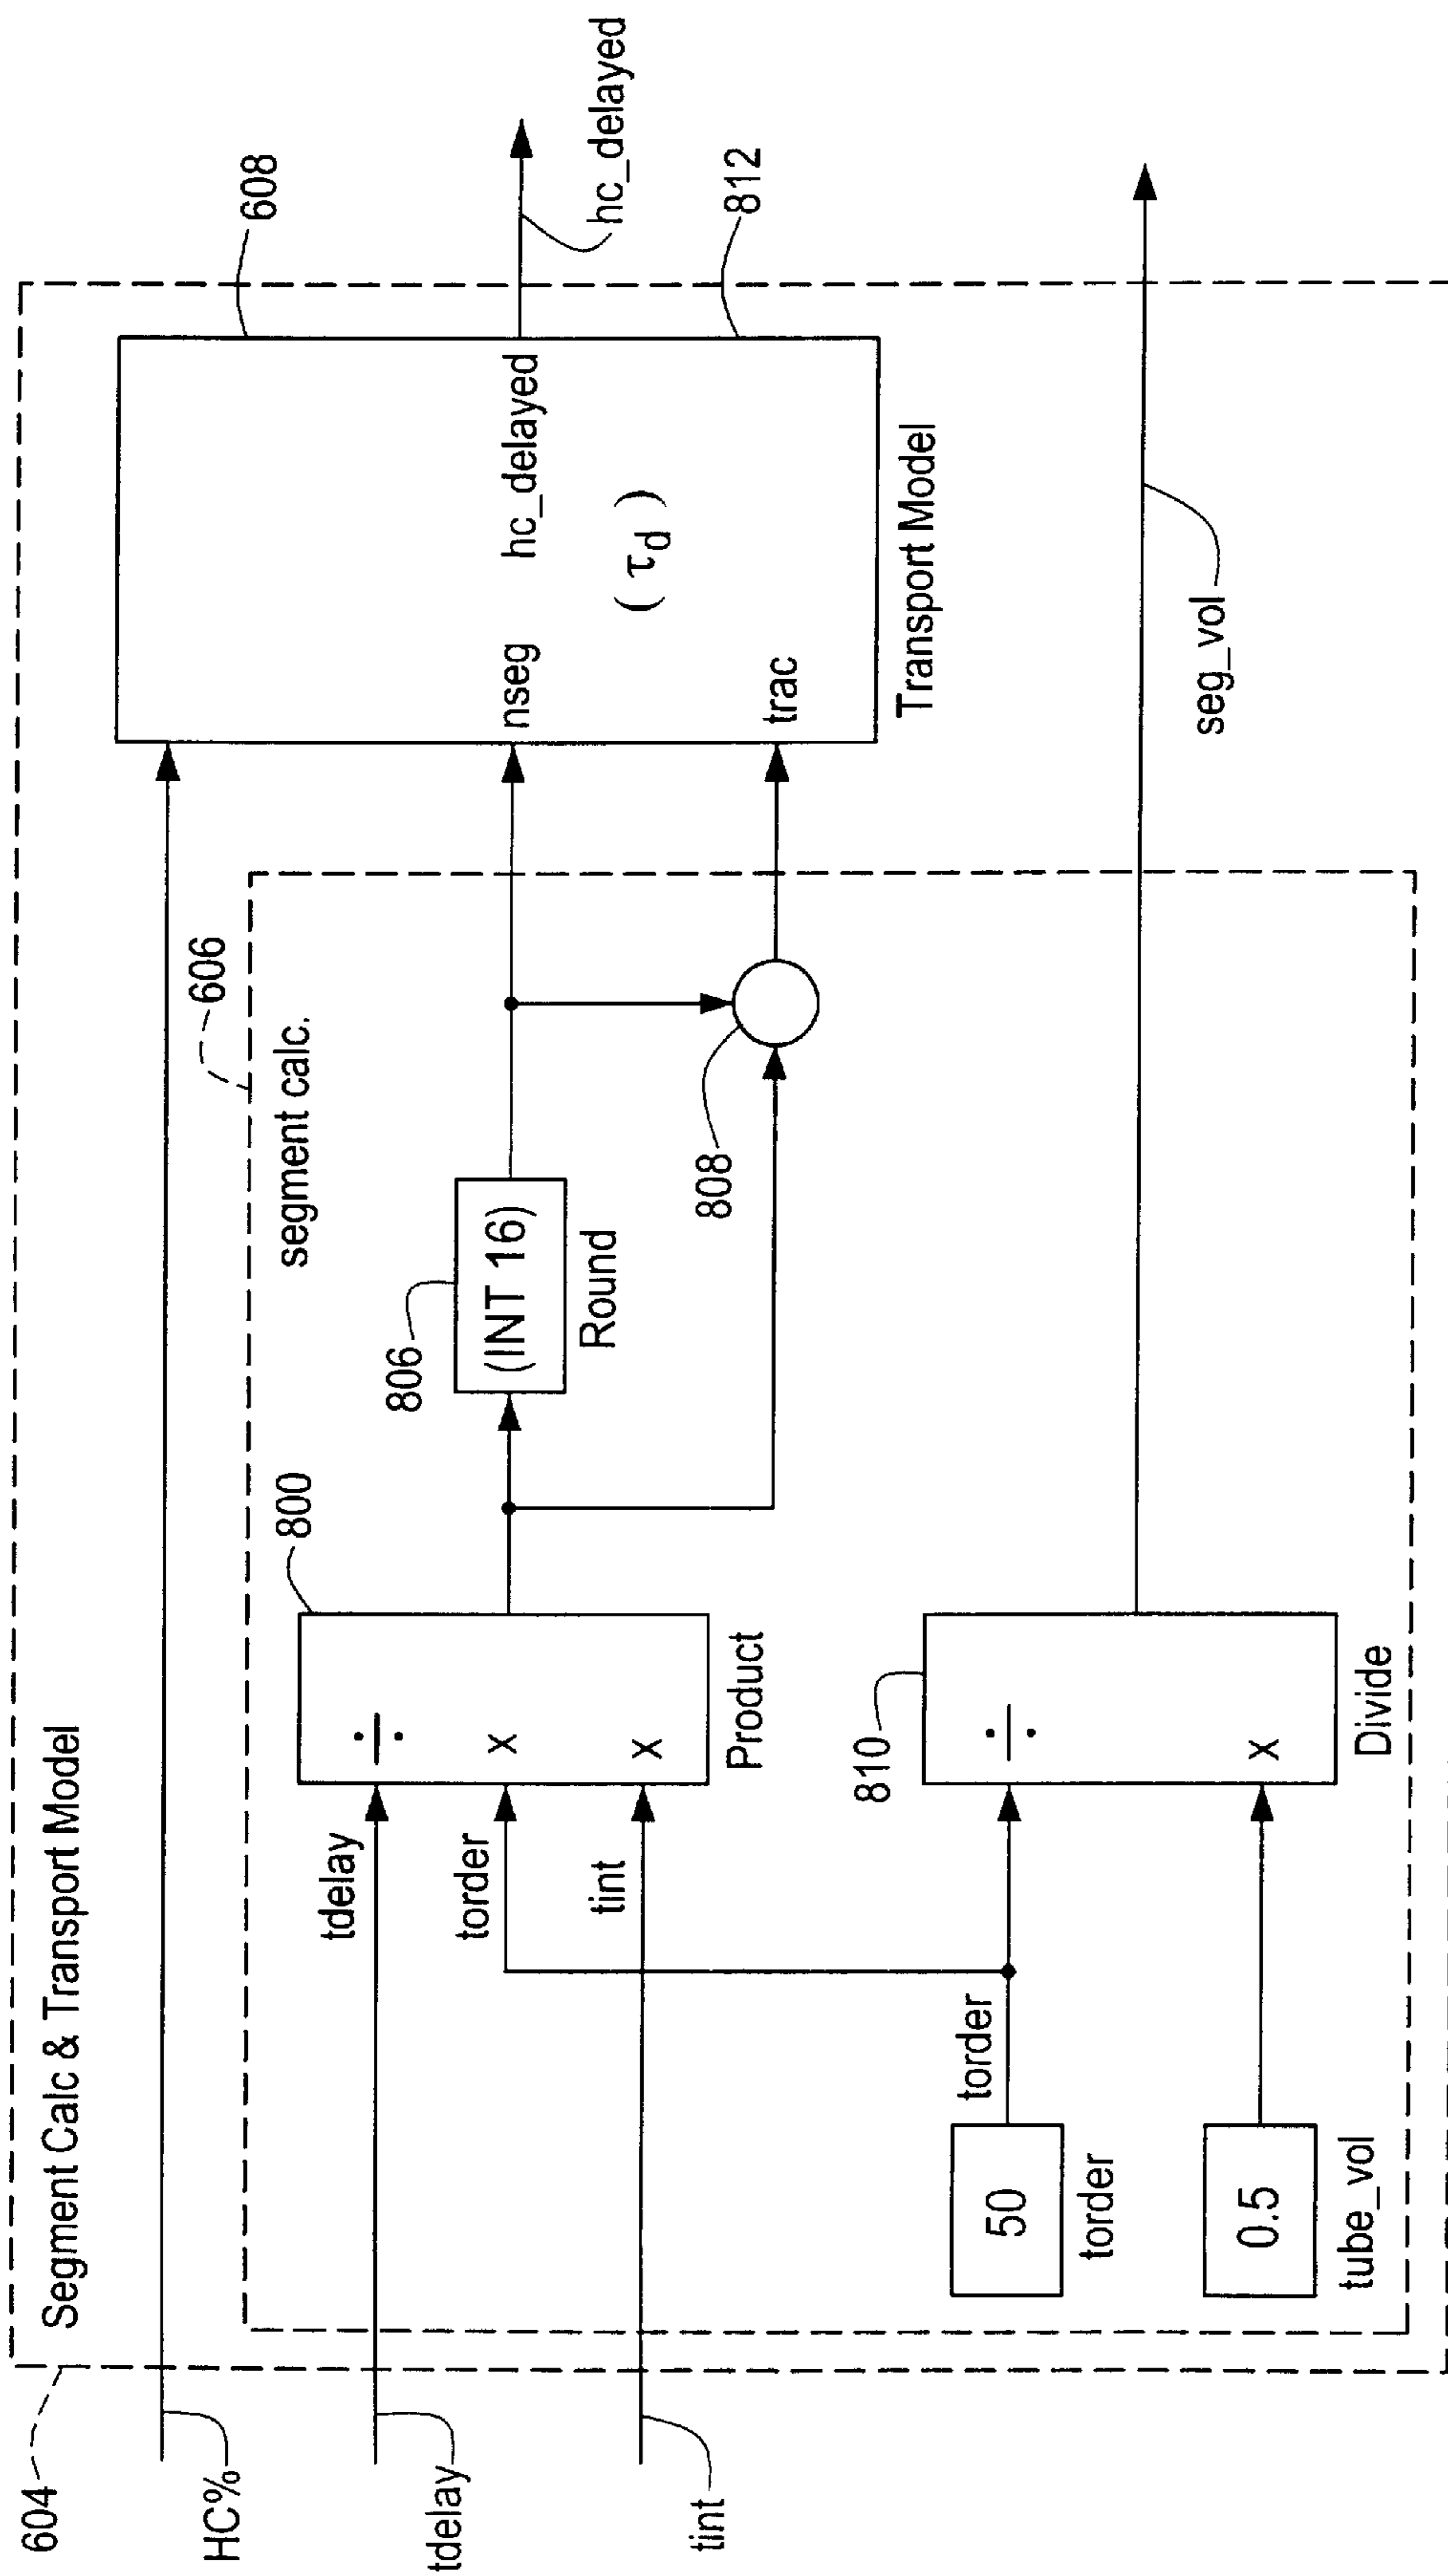 604
Segment Calc & Transport Model
HC%
tdelay
tint
606
segment calc.
tdelay
torder
tint
÷
x
x
800
Product
806
(INT 16)
Round
808
50
torder
torder
0.5
tube_vol
810
÷
x
Divide
608
nseg
hc_delayed
( τd )
trac
812
Transport Model
hc_delayed
seg_vol